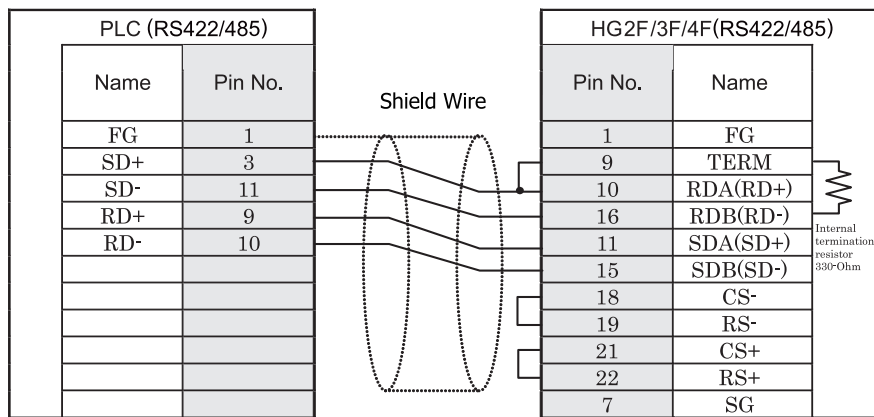 PLC (RS422/485)
Name Pin No.
FG 1
SD+ 3
SD- 11
RD+ 9
RD- 10
Shield Wire
HG2F/3F/4F(RS422/485)
Pin No. Name
1 FG
9 TERM
10 RDA(RD+)
16 RDB(RD-)
11 SDA(SD+)
15 SDB(SD-)
18 CS-
19 RS-
21 CS+
22 RS+
7 SG
Internal
termination
resistor
330-Ohm